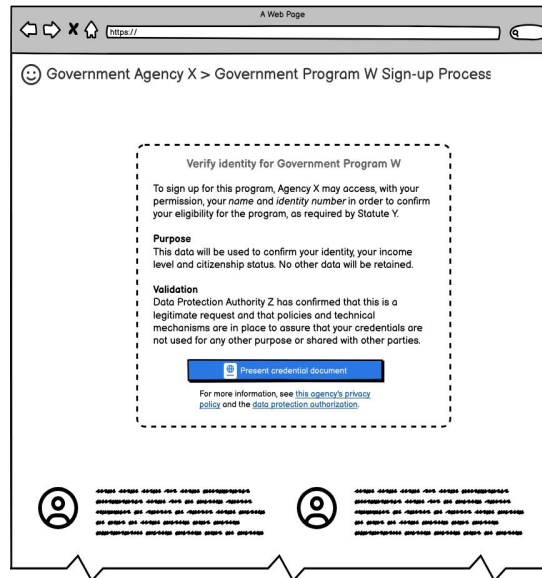 A Web Page
https://
Government Agency X > Government Program W Sign-up Process
Verify identity for Government Program W
To sign up for this program, Agency X may access, with your
permission, your name and identity number in order to confirm
your eligibility for the program, as required by Statute Y.
Purpose
This data will be used to confirm your identity, your income
level and citizenship status. No other data will be retained.
Validation
Data Protection Authority Z has confirmed that this is a
legitimate request and that policies and technical
mechanisms are in place to assure that your credentials are
not used for any other purpose or shared with other parties.
Present credential document
For more information, see this agency's privacy
policy and the data protection authorization.